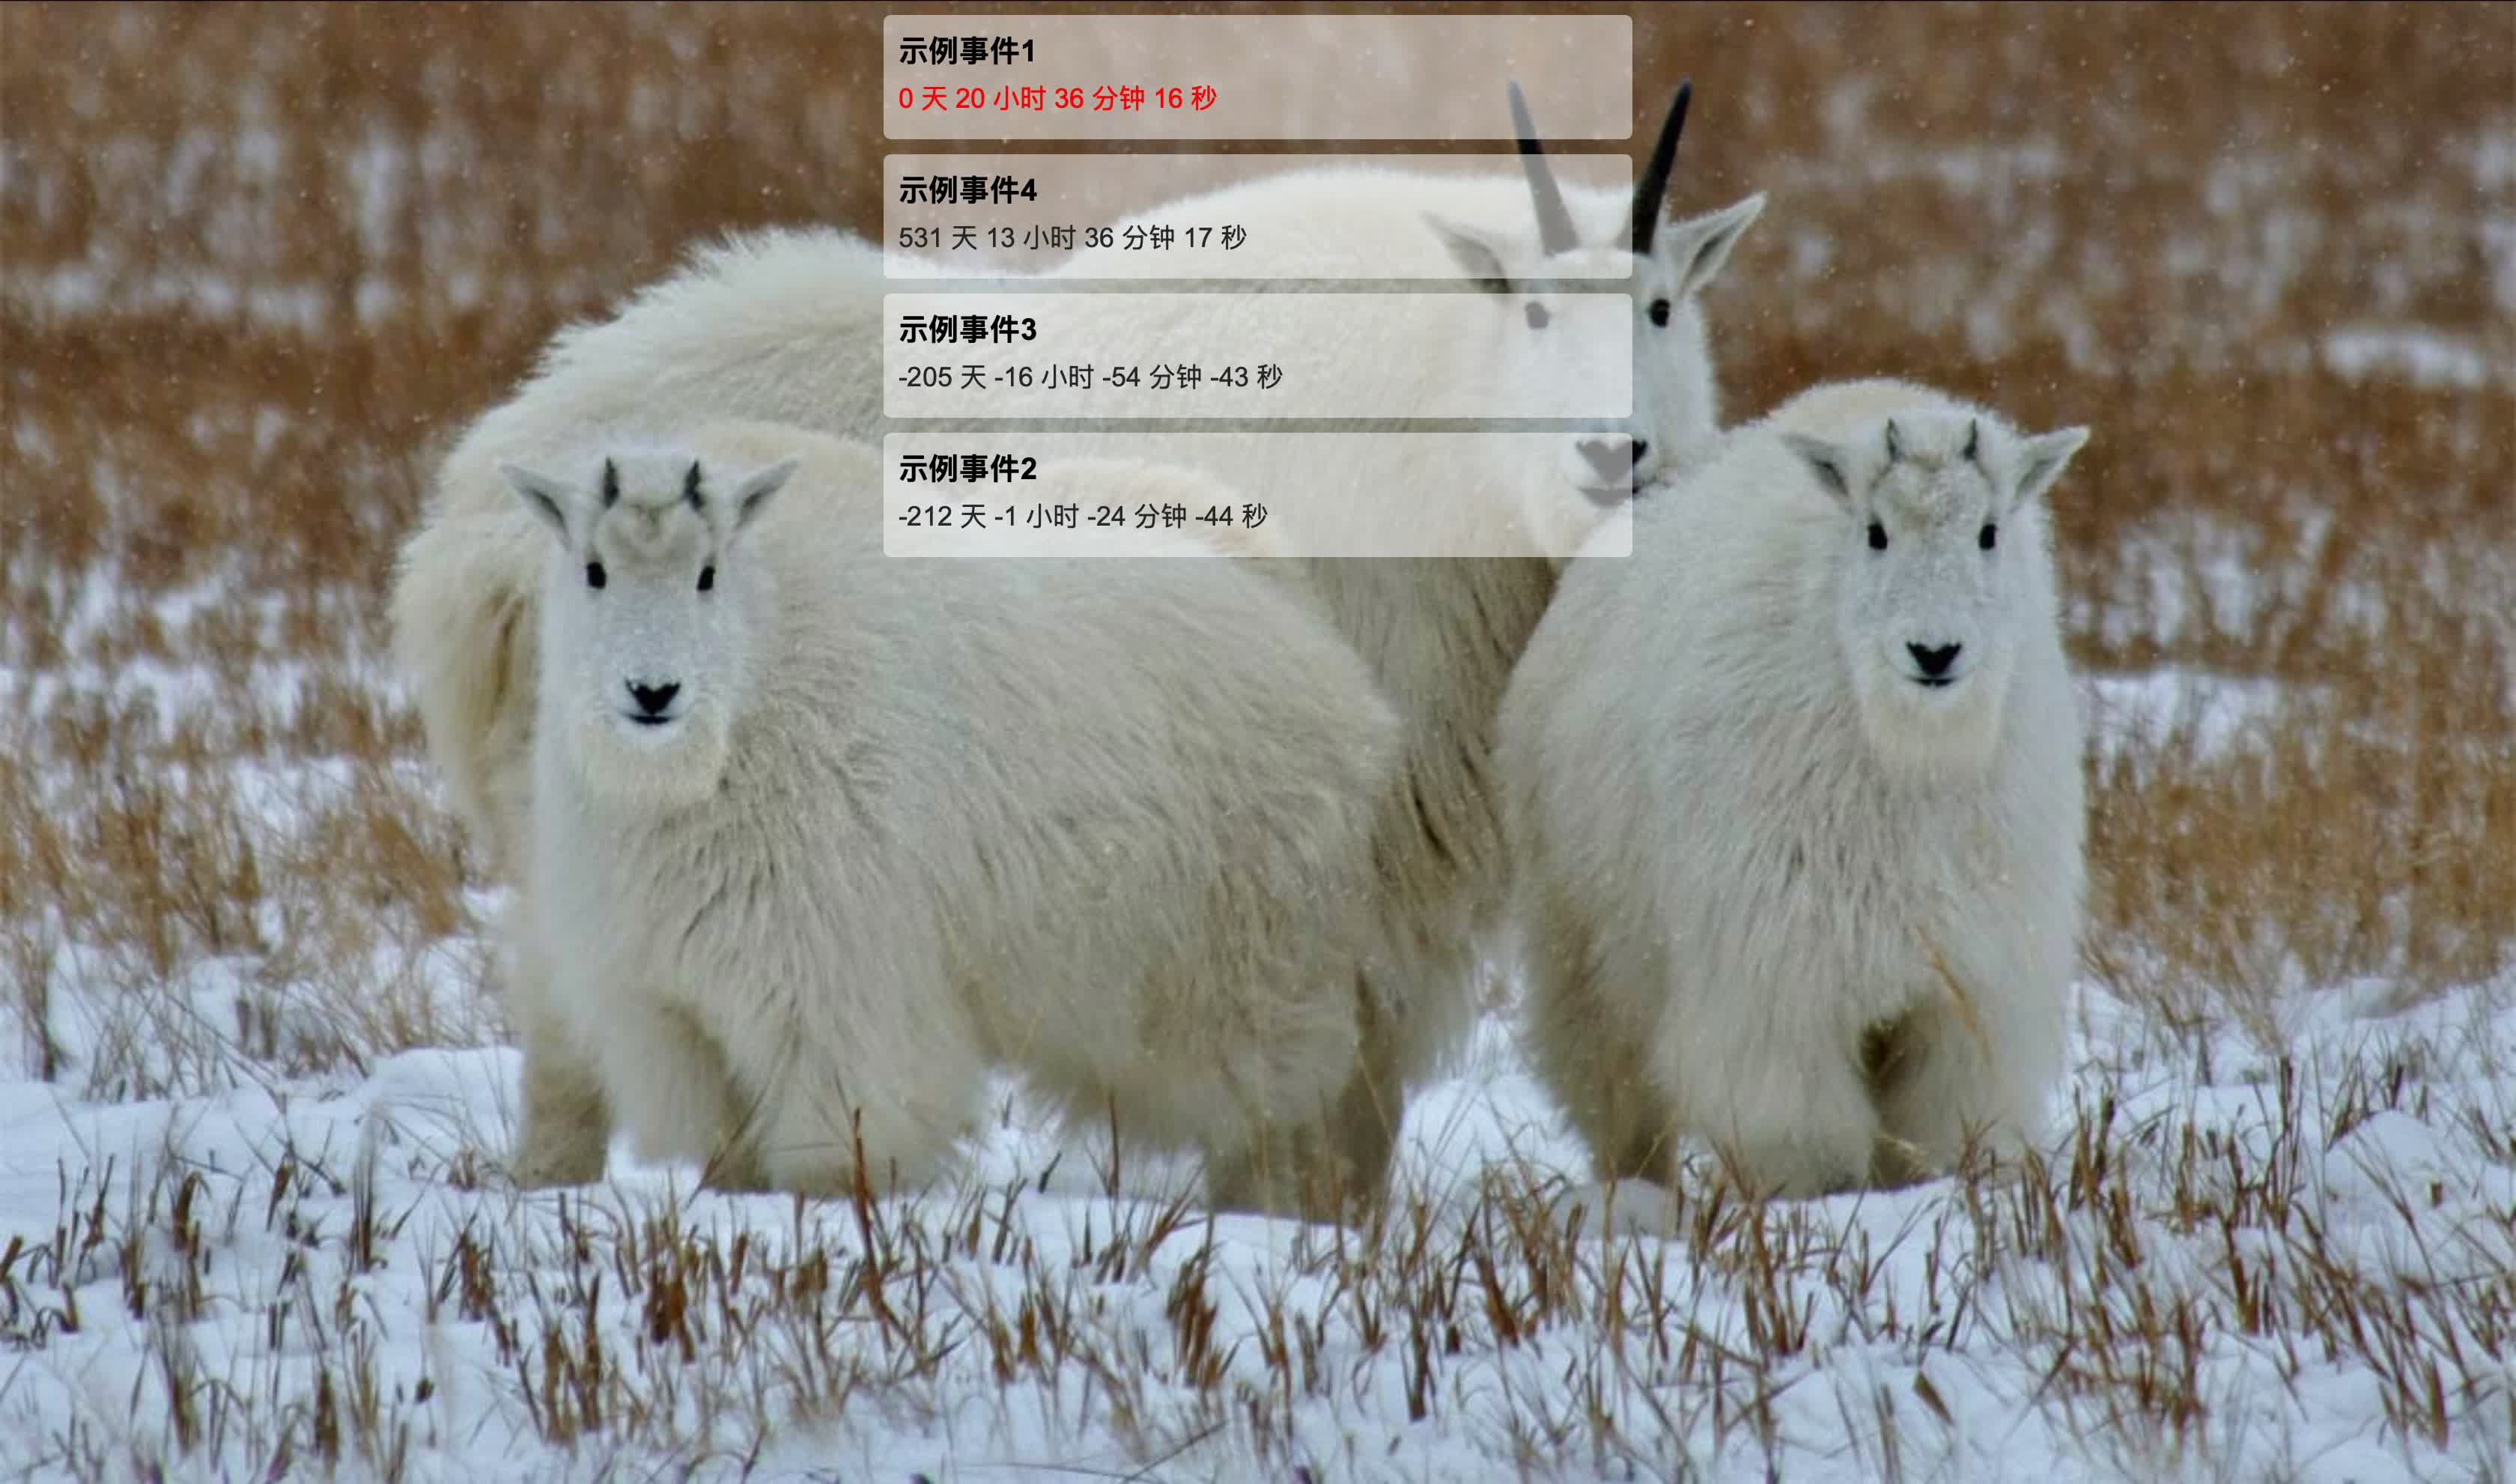 示例事件1
0 天 20 小时 36 分钟 16 秒
示例事件4
531 天 13 小时 36 分钟 17 秒
示例事件3
-205 天 -16 小时 -54 分钟 -43 秒
示例事件2
-212 天 -1 小时 -24 分钟 -44 秒